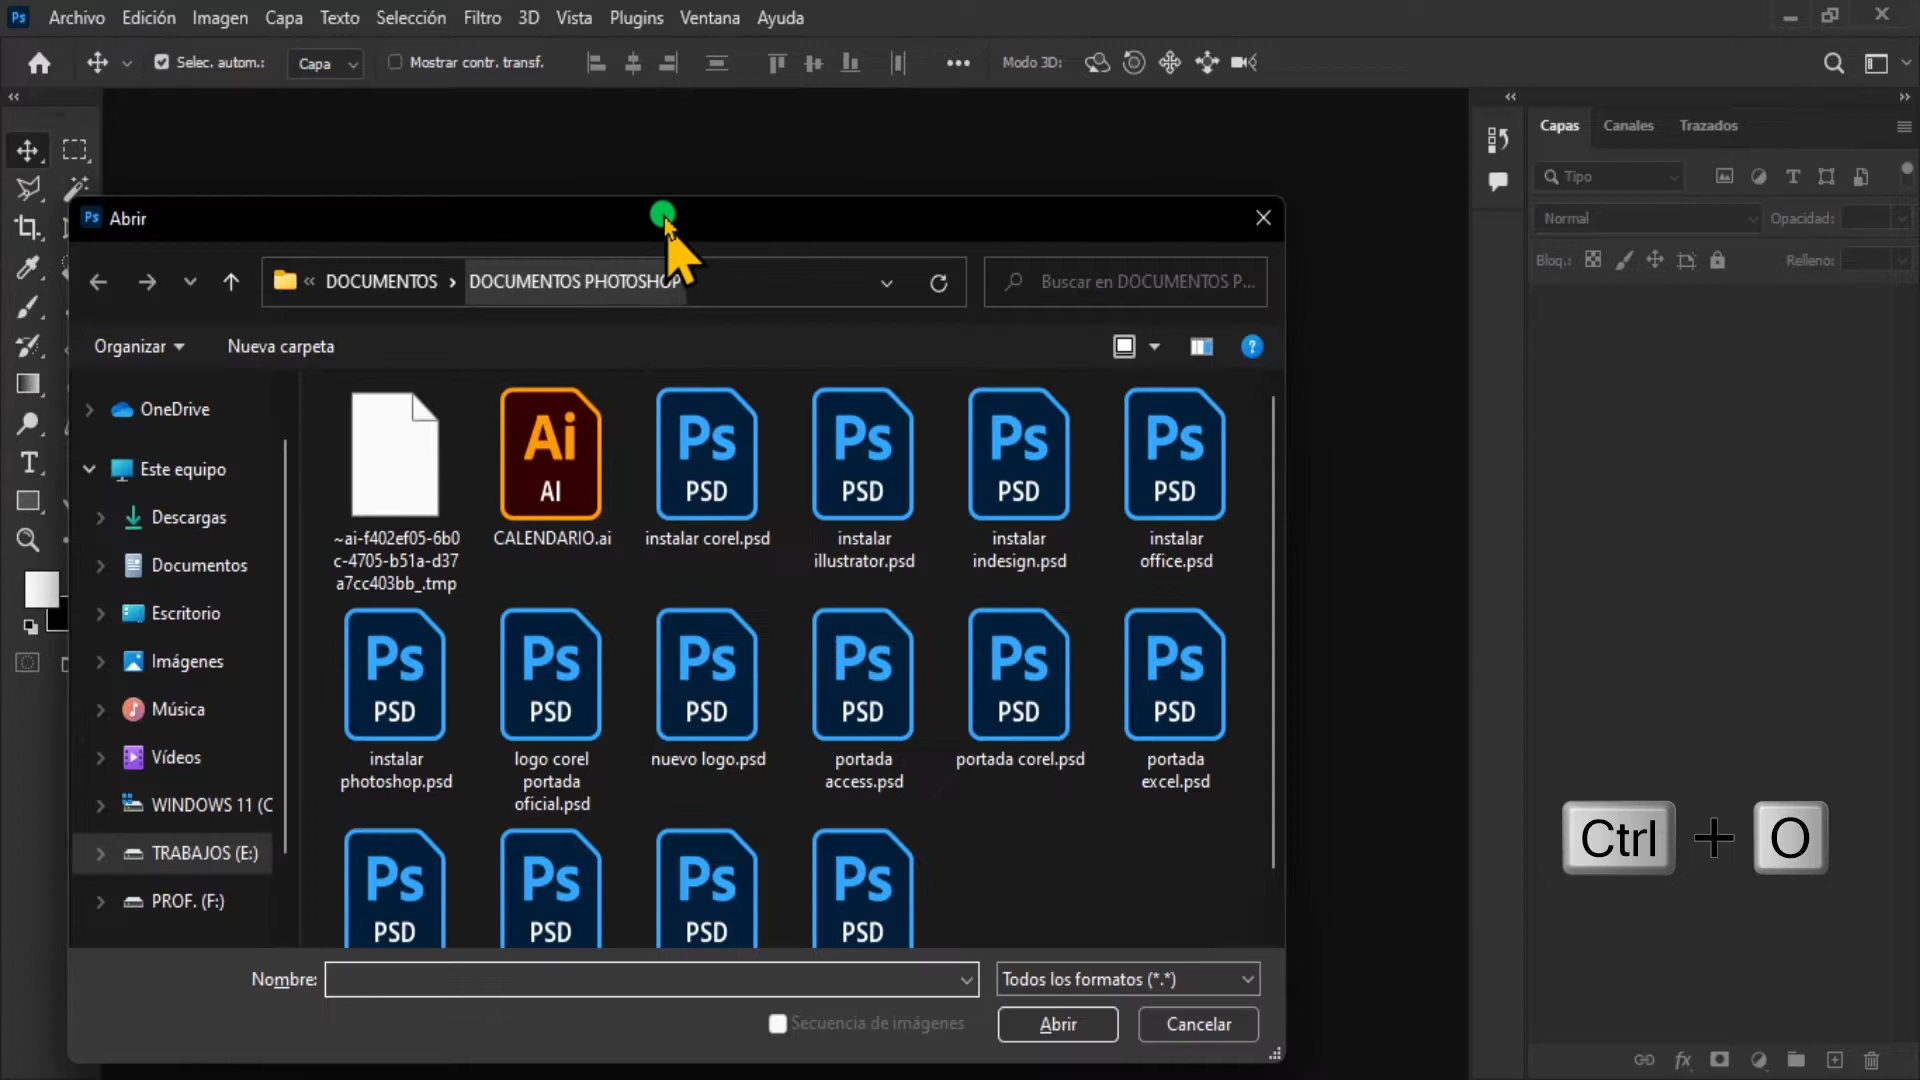 Ps Archivo Edición Imagen Capa Texto Selección Filtro 3D Vista Plugins Ventana Ayuda
Selec. autom.: Capa Mostrar contr. transf. Modo 3D:
Capas Canales Trazados
Tipo
Normal Opacidad:
Bloq.: Relleno:
Ps Abrir
« DOCUMENTOS › DOCUMENTOS PHOTOSHOP
Buscar en DOCUMENTOS P...
Organizar Nueva carpeta
OneDrive
Este equipo
Descargas
Documentos
Escritorio
Imágenes
Música
Vídeos
WINDOWS 11 (C
TRABAJOS (E:)
PROF. (F:)
Ai Ps Ps Ps Ps
AI PSD PSD PSD PSD
~ai-f402ef05-6b0
c-4705-b51a-d37
a7cc403bb_.tmp
CALENDARIO.ai
instalar corel.psd
instalar
illustrator.psd
instalar
indesign.psd
instalar
office.psd
Ps Ps Ps Ps Ps Ps
PSD PSD PSD PSD PSD PSD
instalar
photoshop.psd
logo corel
portada
oficial.psd
nuevo logo.psd
portada
access.psd
portada corel.psd
portada
excel.psd
Ps Ps Ps Ps
PSD PSD PSD PSD
Nombre:
Todos los formatos (*.*)
Secuencia de imágenes
Abrir
Cancelar
Ctrl + O
fx